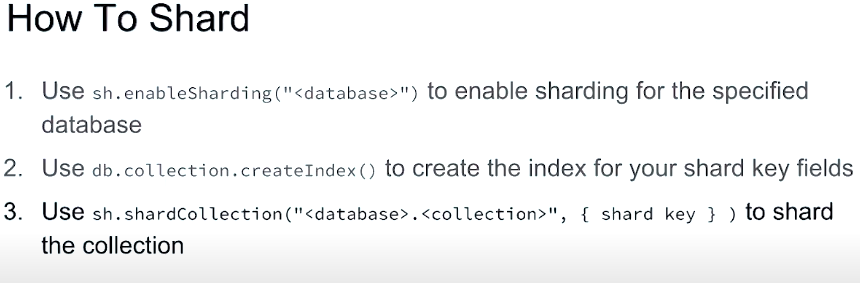 How To Shard
1. Use sh.enableSharding("<database>") to enable sharding for the specified
database
2. Use db.collection.createIndex() to create the index for your shard key fields
3. Use sh.shardCollection("<database>.<collection>", { shard key } ) to shard
the collection